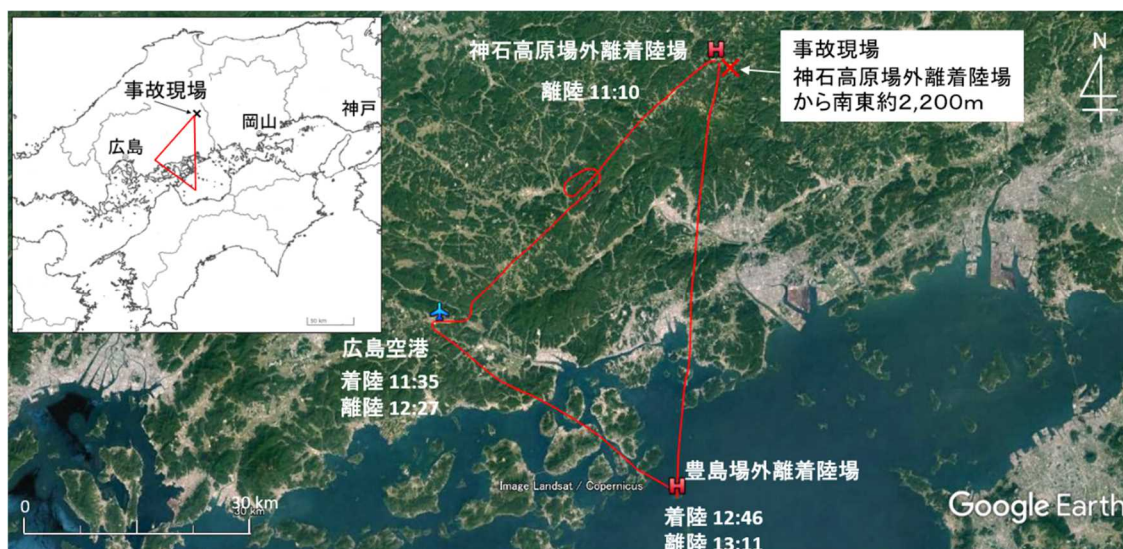 事故現場
岡山
神戸
広島
50 km
神石高原場外離着陸場
離陸 11:10
事故現場
神石高原場外離着陸場
から南東約2,200m
N
広島空港
着陸 11:35
離陸 12:27
豊島場外離着陸場
着陸 12:46
離陸 13:11
Image Landsat / Copernicus
0
30 km
30 km
Google Earth